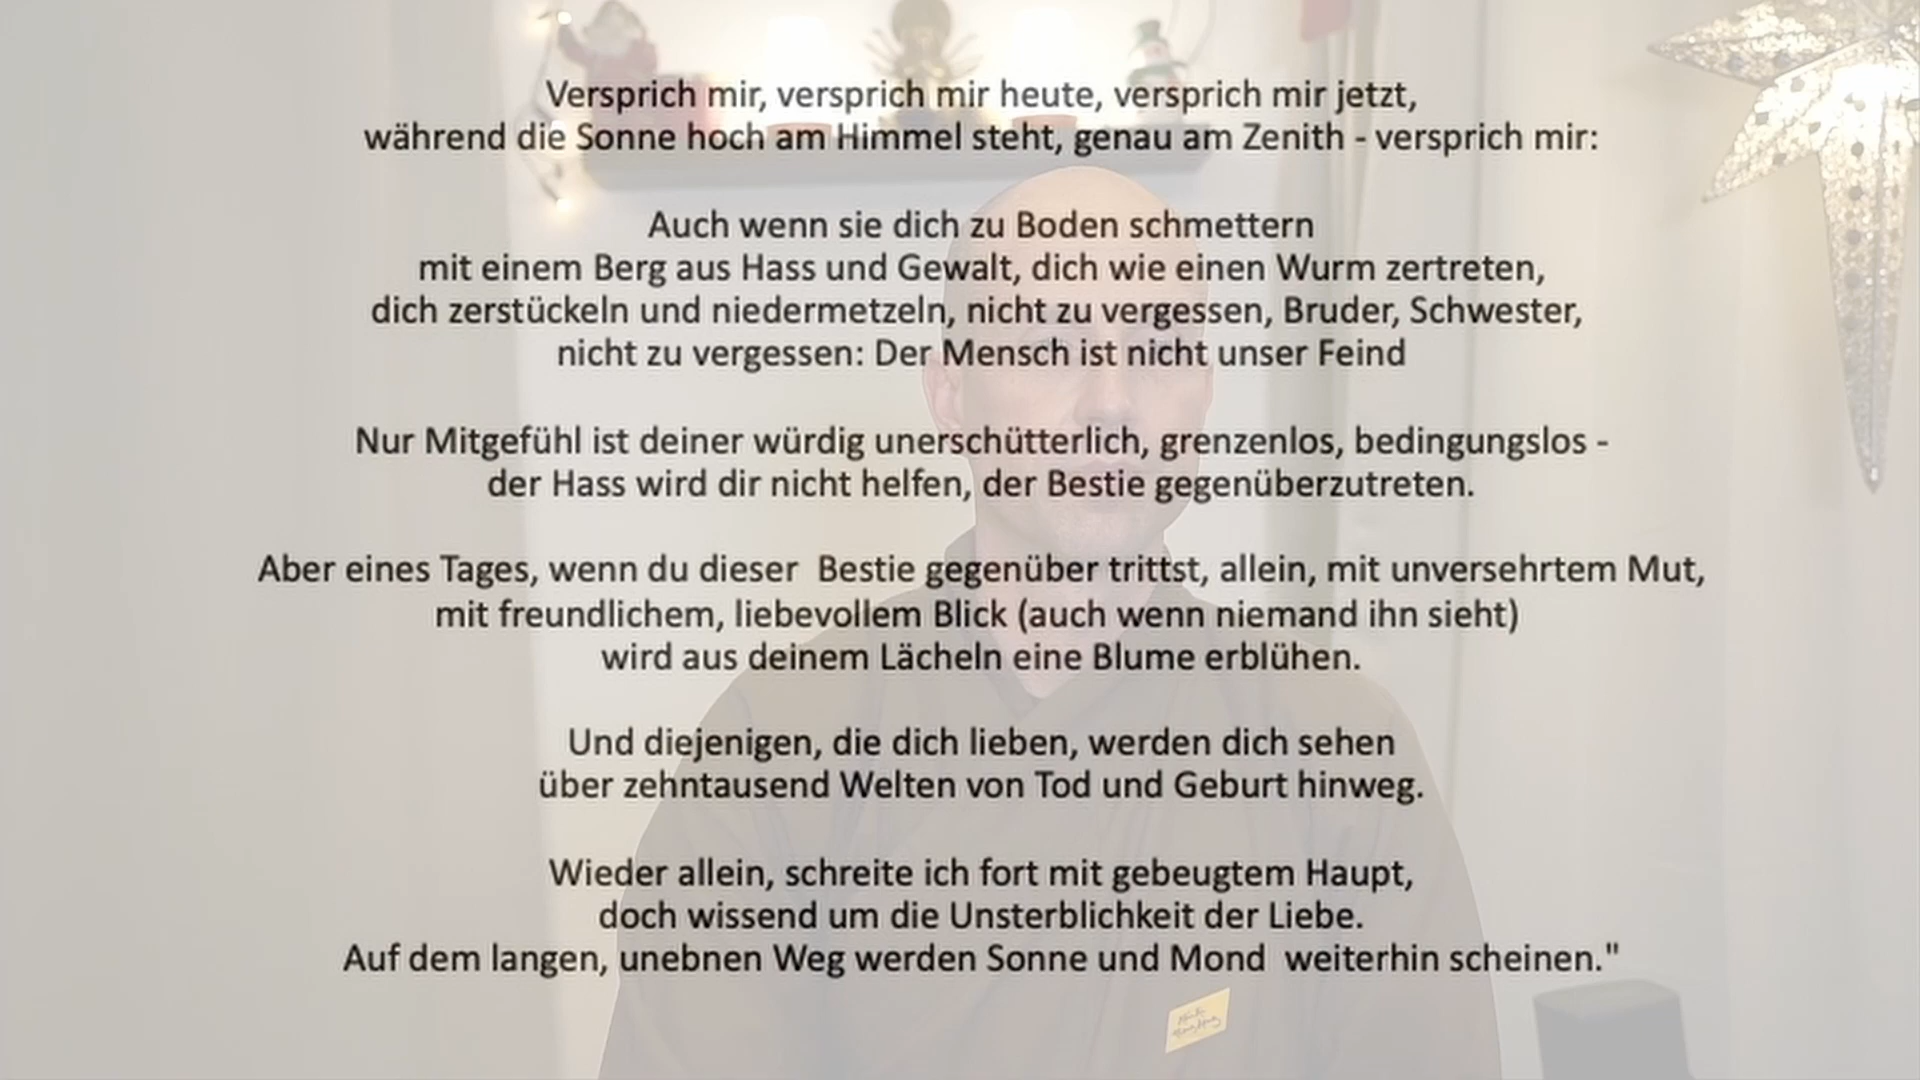 Versprich mir, versprich mir heute, versprich mir jetzt,
während die Sonne hoch am Himmel steht, genau am Zenith - versprich mir:
Auch wenn sie dich zu Boden schmettern
mit einem Berg aus Hass und Gewalt, dich wie einen Wurm zertreten,
dich zerstückeln und niedermetzeln, nicht zu vergessen, Bruder, Schwester,
nicht zu vergessen: Der Mensch ist nicht unser Feind
Nur Mitgefühl ist deiner würdig unerschütterlich, grenzenlos, bedingungslos -
der Hass wird dir nicht helfen, der Bestie gegenüberzutreten.
Aber eines Tages, wenn du dieser  Bestie gegenüber trittst, allein, mit unversehrtem Mut,
mit freundlichem, liebevollem Blick (auch wenn niemand ihn sieht)
wird aus deinem Lächeln eine Blume erblühen.
Und diejenigen, die dich lieben, werden dich sehen
über zehntausend Welten von Tod und Geburt hinweg.
Wieder allein, schreite ich fort mit gebeugtem Haupt,
doch wissend um die Unsterblichkeit der Liebe.
Auf dem langen, unebnen Weg werden Sonne und Mond  weiterhin scheinen."